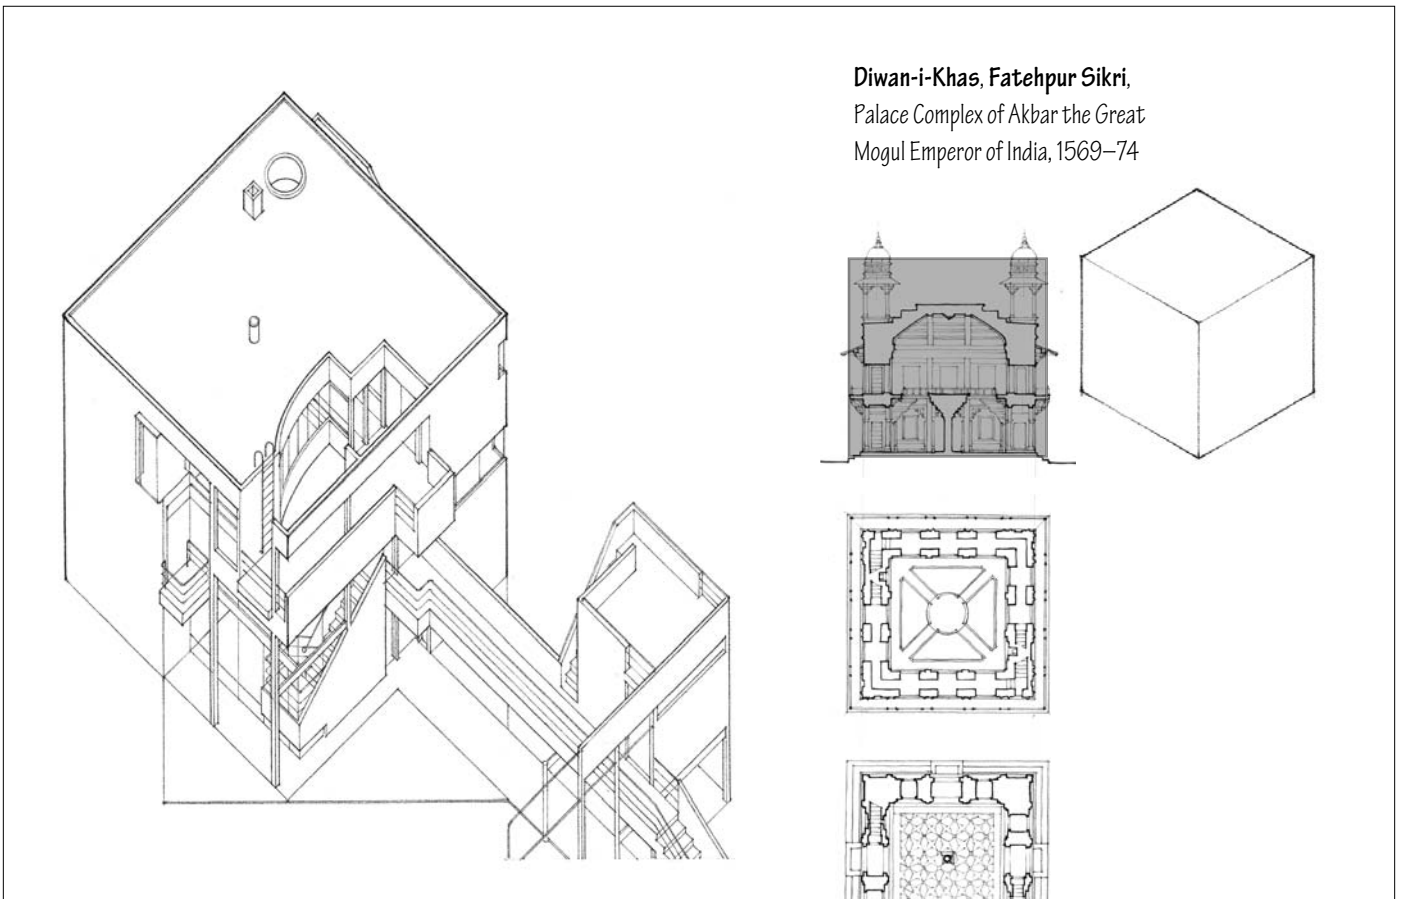 Diwan-i-Khas, Fatehpur Sikri,
Palace Complex of Akbar the Great
Mogul Emperor of India, 1569–74